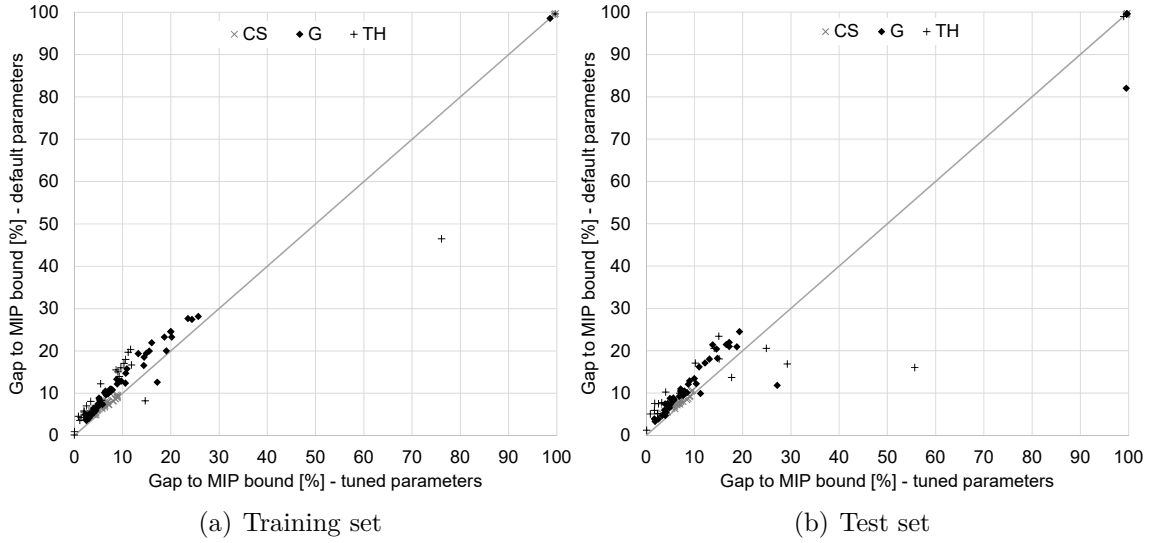 CS G TH
100
90
80
70
60
50
40
30
20
10
0
0 10 20 30 40 50 60 70 80 90 100
Gap to MIP bound [%] - default parameters
Gap to MIP bound [%] - tuned parameters
(a) Training set
CS G TH
100
90
80
70
60
50
40
30
20
10
0
0 10 20 30 40 50 60 70 80 90 100
Gap to MIP bound [%] - default parameters
Gap to MIP bound [%] - tuned parameters
(b) Test set